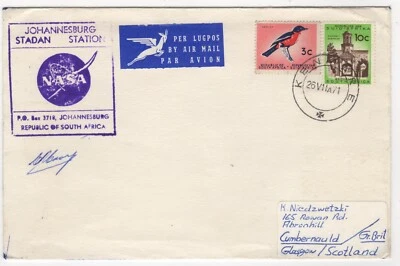 JOHANNESBURG
STADAN STATION
NASA
P.O. Box 3718, JOHANNESBURG
REPUBLIC OF SOUTH AFRICA
PER LUGPOS
BY AIR MAIL
PAR AVION
3c
10c
K. Niedzwetzki
165 Rowan Rd.
Abronhill
Cumbernauld /Gr.Brit
Glasgow/Scotland